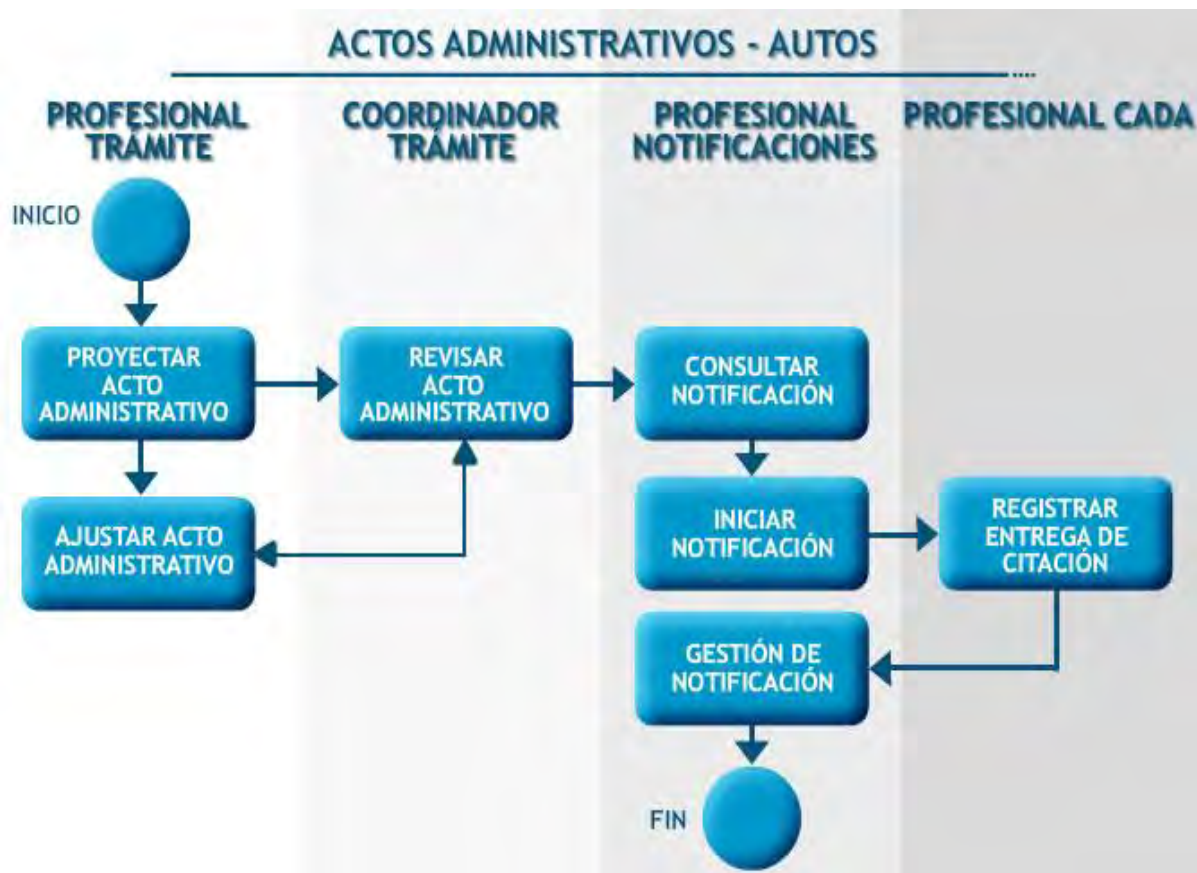 ACTOS ADMINISTRATIVOS - AUTOS
PROFESIONAL
TRÁMITE
COORDINADOR
TRÁMITE
PROFESIONAL
NOTIFICACIONES
PROFESIONAL CADA
INICIO
PROYECTAR
ACTO
ADMINISTRATIVO
REVISAR
ACTO
ADMINISTRATIVO
CONSULTAR
NOTIFICACIÓN
AJUSTAR ACTO
ADMINISTRATIVO
INICIAR
NOTIFICACIÓN
REGISTRAR
ENTREGA DE
CITACIÓN
GESTIÓN DE
NOTIFICACIÓN
FIN